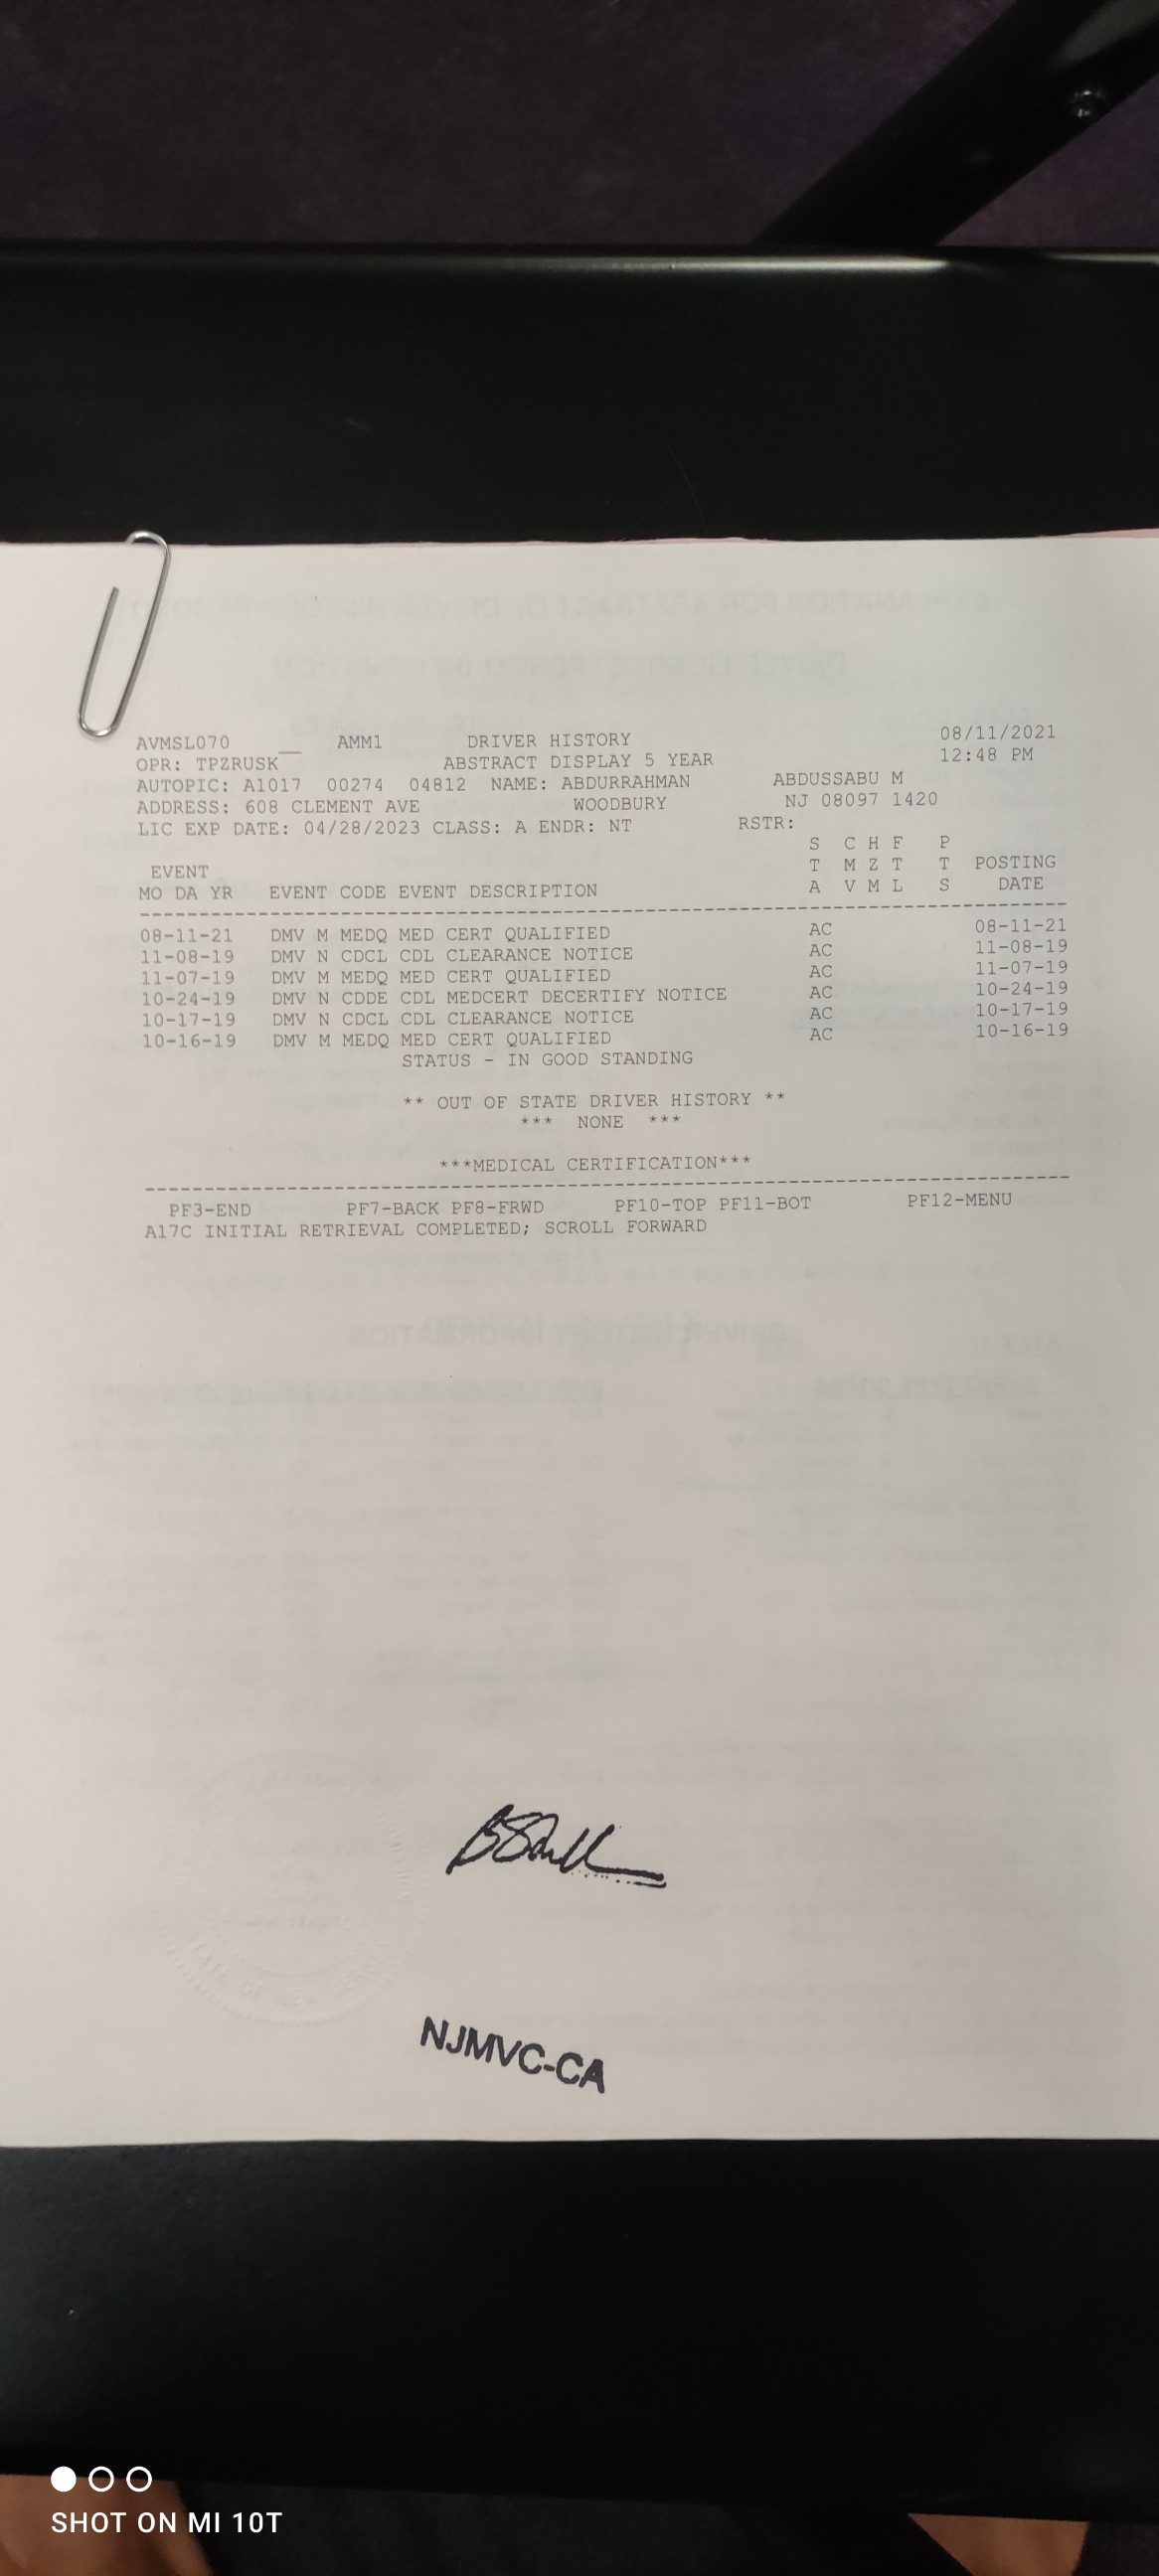 AVMSL070 __ AMM1 DRIVER HISTORY 08/11/2021
OPR: TPZRUSK ABSTRACT DISPLAY 5 YEAR 12:48 PM
AUTOPIC: A1017 00274 04812 NAME: ABDURRAHMAN ABDUSSABU M
ADDRESS: 608 CLEMENT AVE WOODBURY NJ 08097 1420
LIC EXP DATE: 04/28/2023 CLASS: A ENDR: NT RSTR:
S C H F P
EVENT T M Z T T POSTING
MO DA YR EVENT CODE EVENT DESCRIPTION A V M L S DATE
08-11-21 DMV M MEDQ MED CERT QUALIFIED AC 08-11-21
11-08-19 DMV N CDCL CDL CLEARANCE NOTICE AC 11-08-19
11-07-19 DMV M MEDQ MED CERT QUALIFIED AC 11-07-19
10-24-19 DMV N CDDE CDL MEDCERT DECERTIFY NOTICE AC 10-24-19
10-17-19 DMV N CDCL CDL CLEARANCE NOTICE AC 10-17-19
10-16-19 DMV M MEDQ MED CERT QUALIFIED AC 10-16-19
STATUS - IN GOOD STANDING
** OUT OF STATE DRIVER HISTORY **
*** NONE ***
***MEDICAL CERTIFICATION***
PF3-END PF7-BACK PF8-FRWD PF10-TOP PF11-BOT PF12-MENU
A17C INITIAL RETRIEVAL COMPLETED; SCROLL FORWARD
STATE OF NEW JERSEY
NJMVC-CA
SHOT ON MI 10T